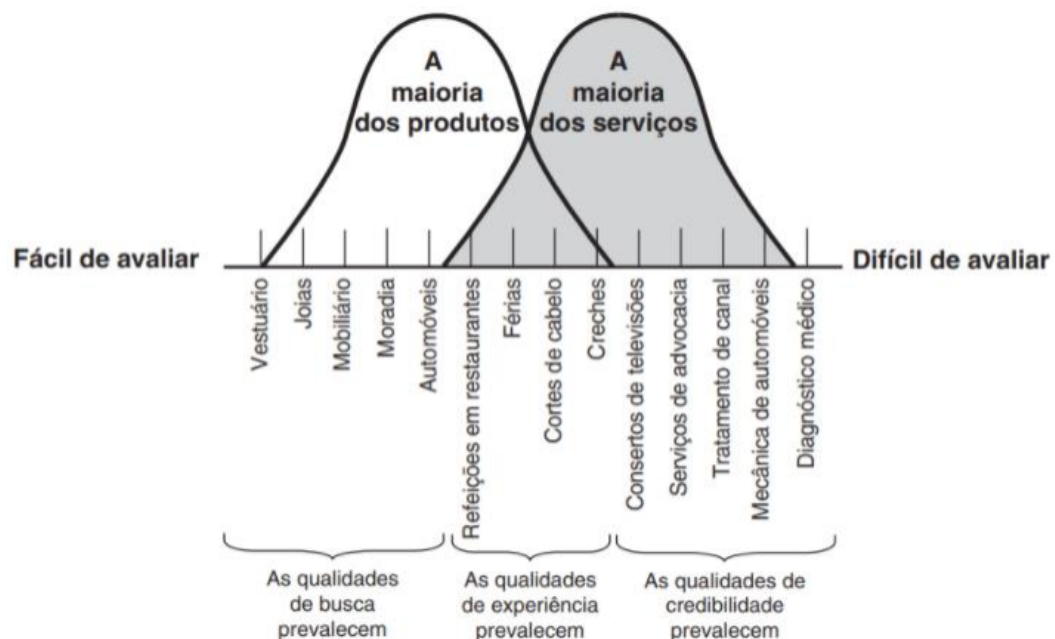 A
maioria
dos produtos
A
maioria
dos serviços
Fácil de avaliar
Difícil de avaliar
Vestuário
Joias
Mobiliário
Moradia
Automóveis
Refeições em restaurantes
Férias
Cortes de cabelo
Creches
Consertos de televisões
Serviços de advocacia
Tratamento de canal
Mecânica de automóveis
Diagnóstico médico
As qualidades
de busca
prevalecem
As qualidades
de experiência
prevalecem
As qualidades de
credibilidade
prevalecem